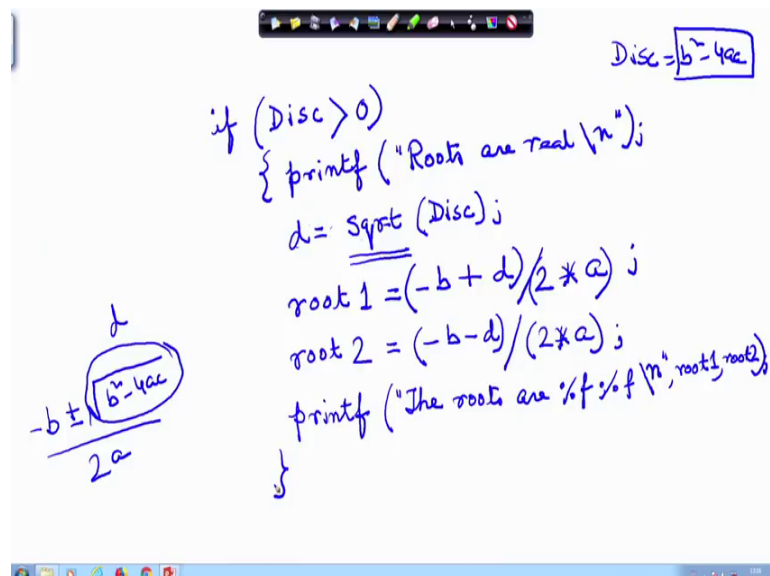 Disc = b² - 4ac
if (Disc > 0)
{ printf ("Roots are real \n");
d = sqrt (Disc);
root 1 = (-b + d)/(2 * a);
root 2 = (-b - d)/(2 * a);
printf ("The roots are %f %f \n", root1, root2);
}
d
-b ± √b² - 4ac
2a